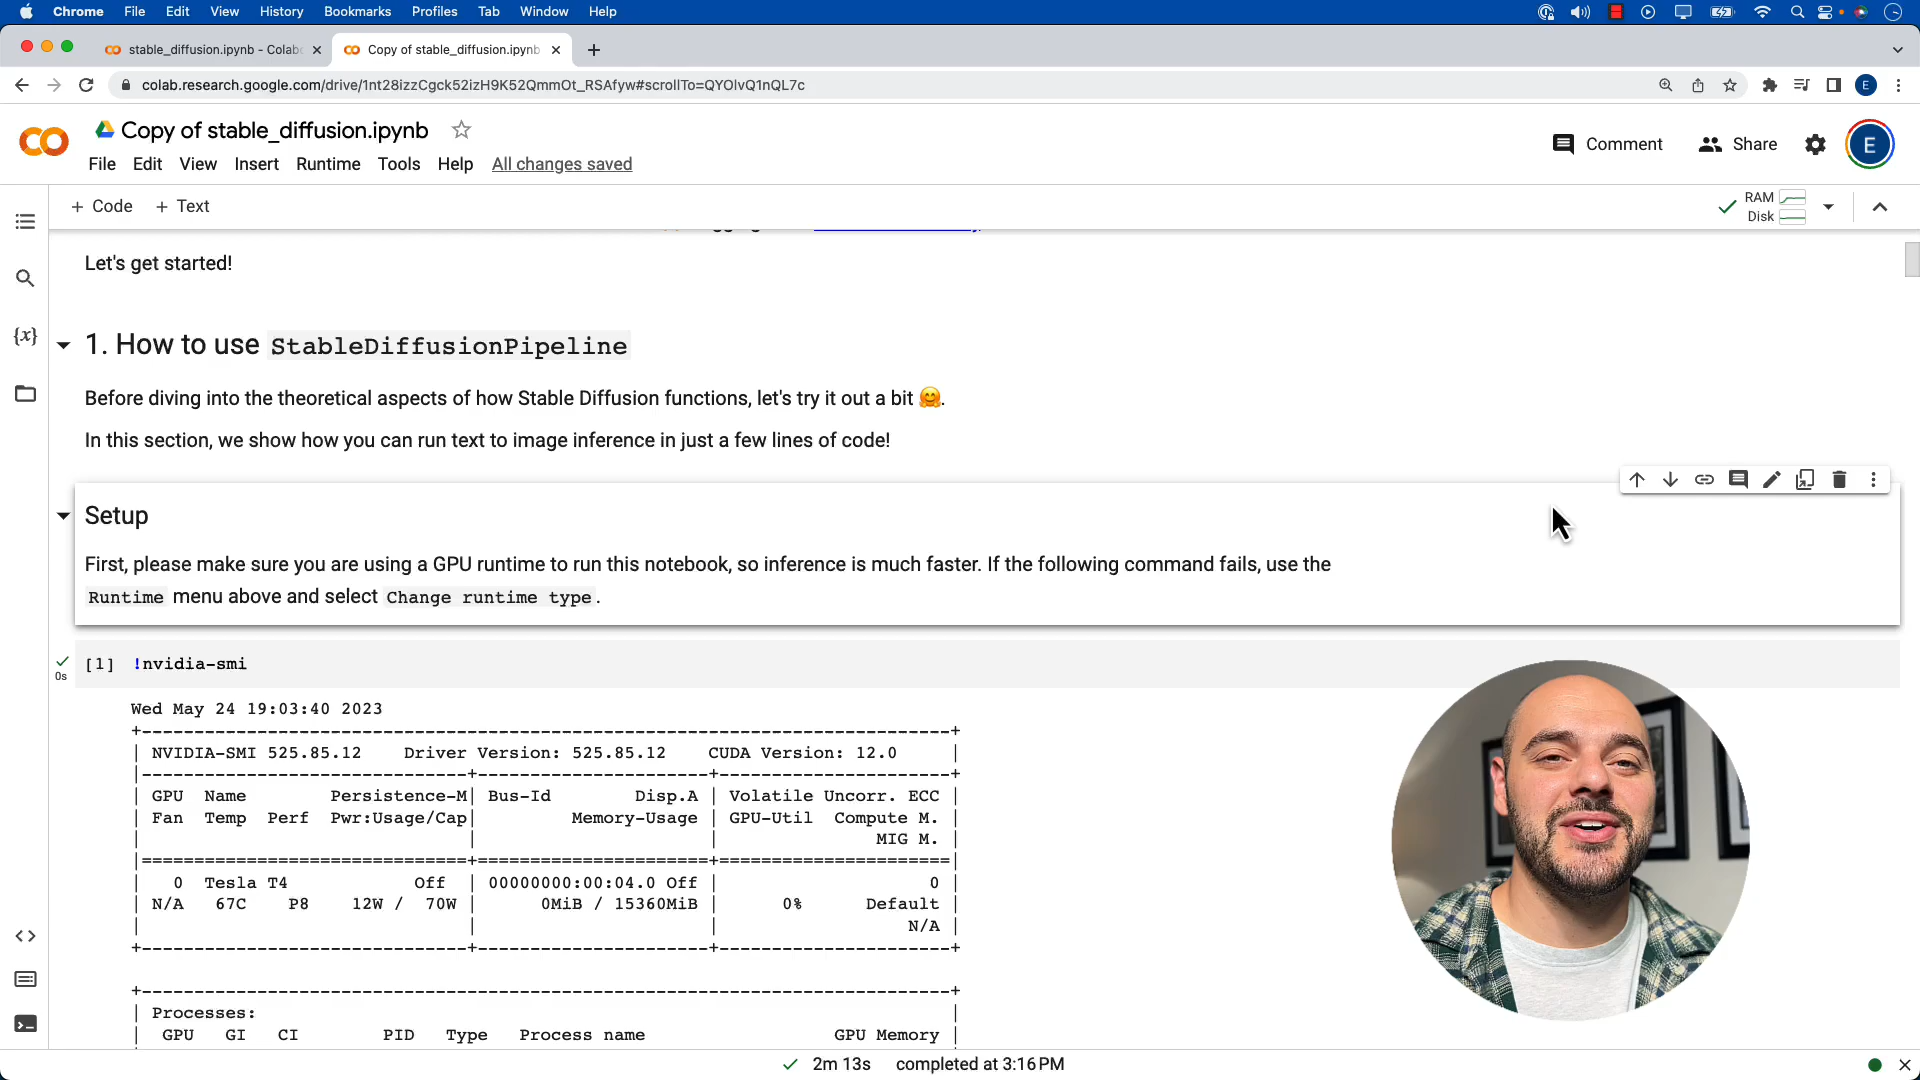 Chrome File Edit View History Bookmarks Profiles Tab Window Help
stable_diffusion.ipynb - Colab
Copy of stable_diffusion.ipynb
colab.research.google.com/drive/1nt28izzCgck52izH9K52QmmOt_RSAfyw#scrollTo=QYOlvQ1nQL7c
E
Copy of stable_diffusion.ipynb
Comment Share E
File Edit View Insert Runtime Tools Help All changes saved
+ Code + Text
RAM
Disk
Let's get started!
{x}
1. How to use StableDiffusionPipeline
Before diving into the theoretical aspects of how Stable Diffusion functions, let's try it out a bit 🤗.
In this section, we show how you can run text to image inference in just a few lines of code!
Setup
First, please make sure you are using a GPU runtime to run this notebook, so inference is much faster. If the following command fails, use the
Runtime menu above and select Change runtime type.
[1] !nvidia-smi
0s
Wed May 24 19:03:40 2023
+-----------------------------------------------------------------------------+
| NVIDIA-SMI 525.85.12    Driver Version: 525.85.12    CUDA Version: 12.0     |
|-------------------------------+----------------------+----------------------+
| GPU  Name        Persistence-M| Bus-Id        Disp.A | Volatile Uncorr. ECC |
| Fan  Temp  Perf  Pwr:Usage/Cap|         Memory-Usage | GPU-Util  Compute M. |
|                               |                      |               MIG M. |
|===============================+======================+======================|
|   0  Tesla T4            Off  | 00000000:00:04.0 Off |                    0 |
| N/A   67C    P8    12W /  70W |      0MiB / 15360MiB |      0%      Default |
|                               |                      |                  N/A |
+-------------------------------+----------------------+----------------------+
+-----------------------------------------------------------------------------+
| Processes:                                                                  |
|  GPU   GI   CI        PID   Type   Process name                  GPU Memory |
2m 13s completed at 3:16 PM